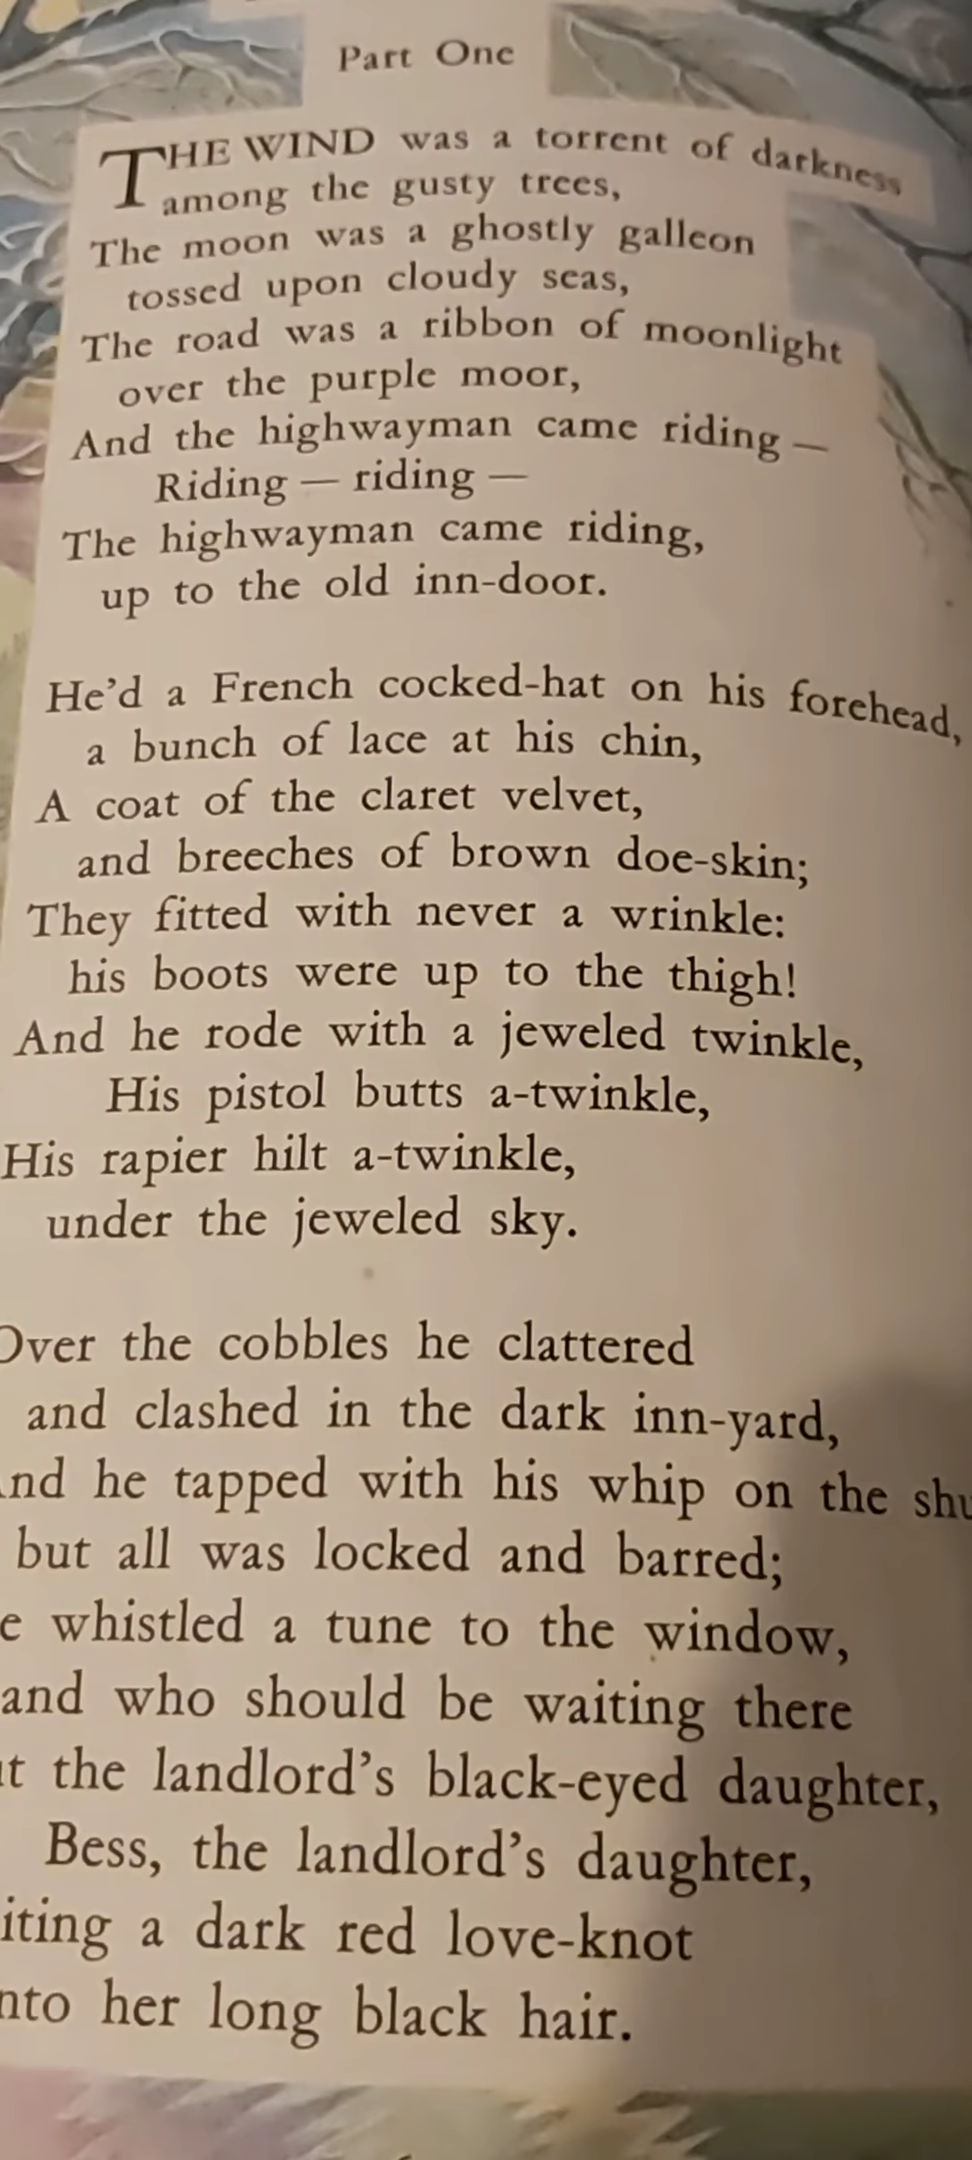 Part One
THE WIND was a torrent of darkness
among the gusty trees,
The moon was a ghostly galleon
tossed upon cloudy seas,
The road was a ribbon of moonlight
over the purple moor,
And the highwayman came riding —
Riding — riding —
The highwayman came riding,
up to the old inn-door.
He'd a French cocked-hat on his forehead,
a bunch of lace at his chin,
A coat of the claret velvet,
and breeches of brown doe-skin;
They fitted with never a wrinkle:
his boots were up to the thigh!
And he rode with a jeweled twinkle,
His pistol butts a-twinkle,
His rapier hilt a-twinkle,
under the jeweled sky.
Over the cobbles he clattered
and clashed in the dark inn-yard,
nd he tapped with his whip on the shu
but all was locked and barred;
e whistled a tune to the window,
and who should be waiting there
t the landlord's black-eyed daughter,
Bess, the landlord's daughter,
iting a dark red love-knot
nto her long black hair.